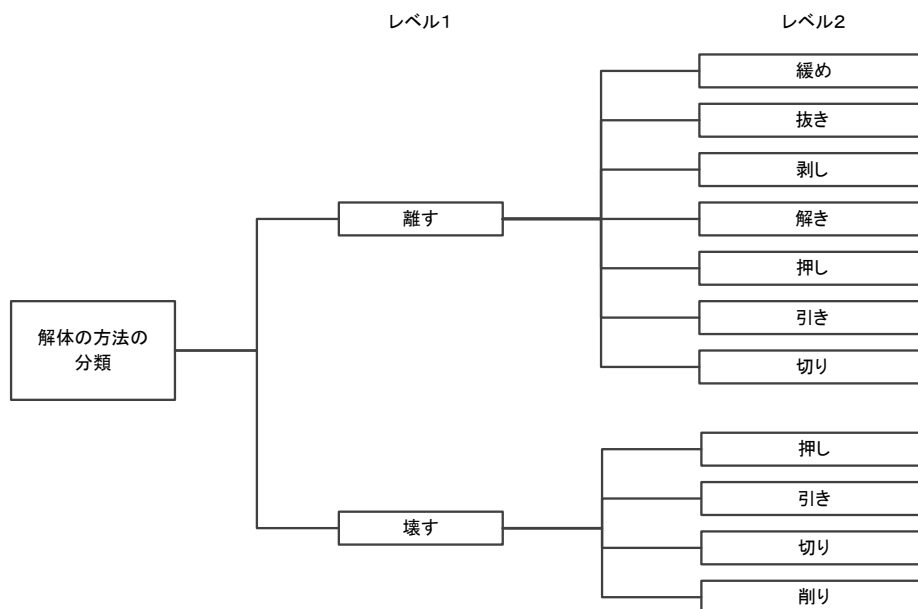 レベル１
レベル２
緩め
抜き
剥し
離す
解き
押し
引き
切り
解体の方法の
分類
押し
引き
壊す
切り
削り